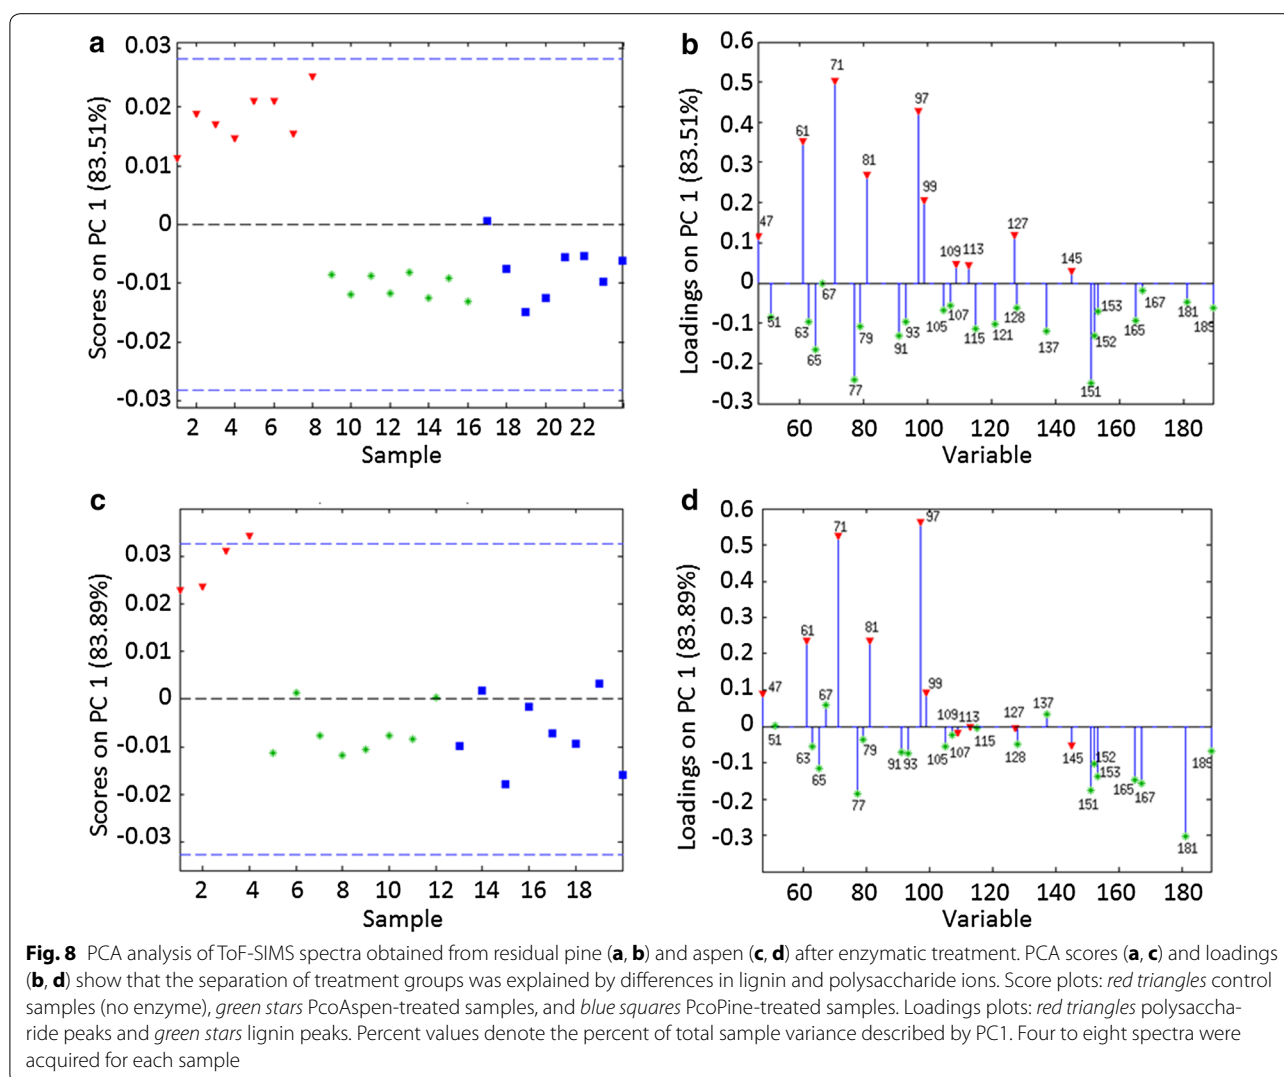 a
0.03
0.02
0.01
0
-0.01
-0.02
-0.03
Scores on PC 1 (83.51%)
2 4 6 8 10 12 14 16 18 20 22
Sample
b
0.6
0.5
0.4
0.3
0.2
0.1
0
-0.1
-0.2
-0.3
Loadings on PC 1 (83.51%)
47 51 61 63 65 67 71 77 79 81 91 93 97 99 105 107 109 113 115 121 127 128 137 145 151 152 153 165 167 181 189
60 80 100 120 140 160 180
Variable
c
0.03
0.02
0.01
0
-0.01
-0.02
-0.03
Scores on PC 1 (83.89%)
2 4 6 8 10 12 14 16 18
Sample
d
0.6
0.5
0.4
0.3
0.2
0.1
0
-0.1
-0.2
-0.3
Loadings on PC 1 (83.89%)
47 51 61 63 65 67 71 77 79 81 91 93 97 99 105 107 109 113 115 127 128 137 145 151 152 153 165 167 181 189
60 80 100 120 140 160 180
Variable
Fig. 8 PCA analysis of ToF-SIMS spectra obtained from residual pine (a, b) and aspen (c, d) after enzymatic treatment. PCA scores (a, c) and loadings
(b, d) show that the separation of treatment groups was explained by differences in lignin and polysaccharide ions. Score plots: red triangles control
samples (no enzyme), green stars PcoAspen-treated samples, and blue squares PcoPine-treated samples. Loadings plots: red triangles polysaccha-
ride peaks and green stars lignin peaks. Percent values denote the percent of total sample variance described by PC1. Four to eight spectra were
acquired for each sample